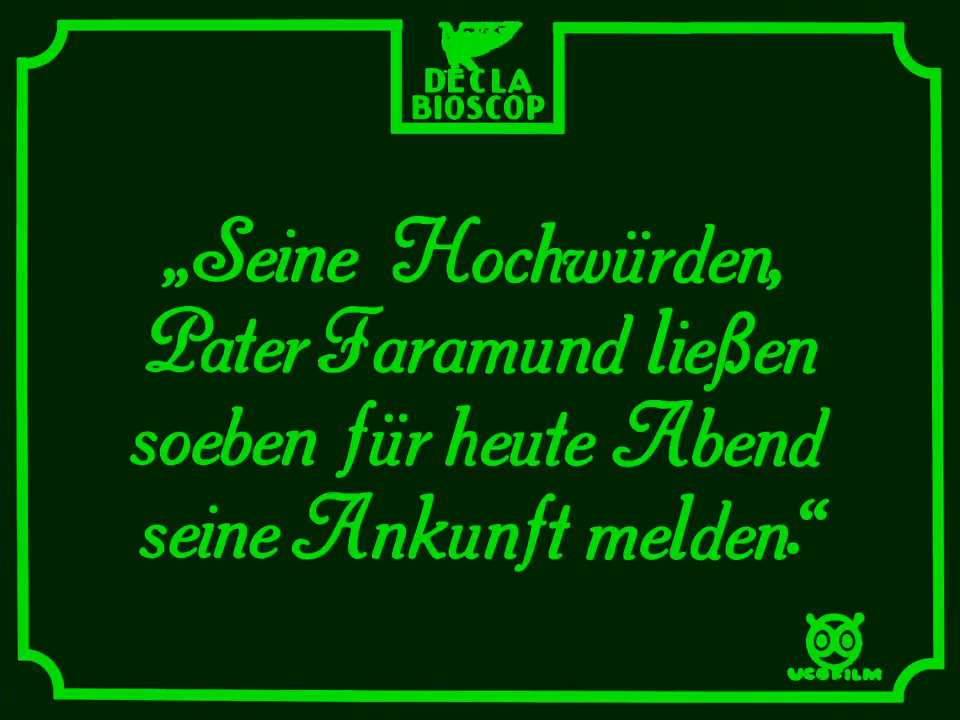 DECLA
BIOSCOP
„Seine Hochwürden,
Pater Faramund ließen
soeben für heute Abend
seine Ankunft melden.“
UCOFILM